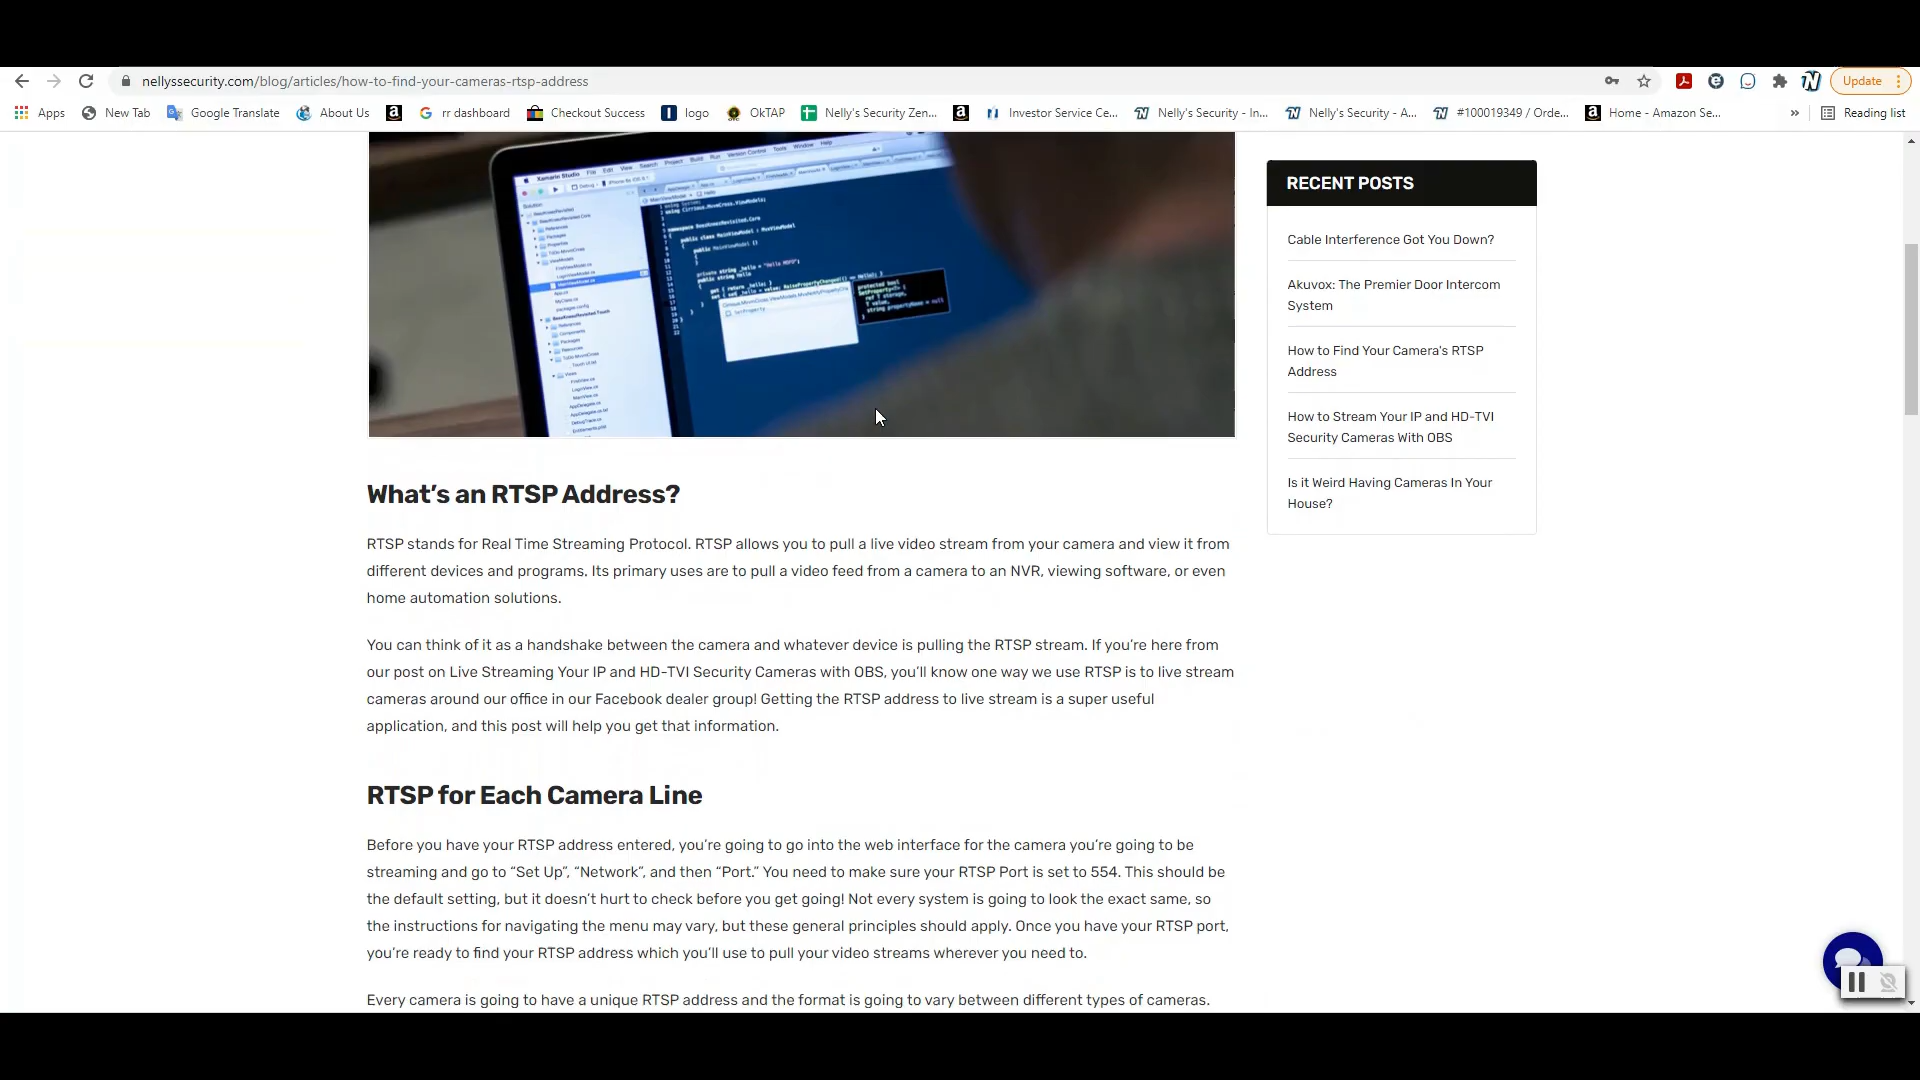 nellyssecurity.com/blog/articles/how-to-find-your-cameras-rtsp-address
Update
Apps
New Tab
Google Translate
About Us
rr dashboard
Checkout Success
logo
OkTAP
Nelly's Security Zen...
Investor Service Ce...
Nelly's Security - In...
Nelly's Security - A...
#100019349 / Orde...
Home - Amazon Se...
»
Reading list
Xamarin Studio File Edit View Search Project Build Run Version Control Tools Window Help
RECENT POSTS
Cable Interference Got You Down?
Akuvox: The Premier Door Intercom
System
How to Find Your Camera's RTSP
Address
How to Stream Your IP and HD-TVI
Security Cameras With OBS
Is it Weird Having Cameras In Your
House?
What's an RTSP Address?
RTSP stands for Real Time Streaming Protocol. RTSP allows you to pull a live video stream from your camera and view it from
different devices and programs. Its primary uses are to pull a video feed from a camera to an NVR, viewing software, or even
home automation solutions.
You can think of it as a handshake between the camera and whatever device is pulling the RTSP stream. If you're here from
our post on Live Streaming Your IP and HD-TVI Security Cameras with OBS, you'll know one way we use RTSP is to live stream
cameras around our office in our Facebook dealer group! Getting the RTSP address to live stream is a super useful
application, and this post will help you get that information.
RTSP for Each Camera Line
Before you have your RTSP address entered, you're going to go into the web interface for the camera you're going to be
streaming and go to “Set Up”, “Network”, and then “Port.” You need to make sure your RTSP Port is set to 554. This should be
the default setting, but it doesn't hurt to check before you get going! Not every system is going to look the exact same, so
the instructions for navigating the menu may vary, but these general principles should apply. Once you have your RTSP port,
you're ready to find your RTSP address which you'll use to pull your video streams wherever you need to.
Every camera is going to have a unique RTSP address and the format is going to vary between different types of cameras.